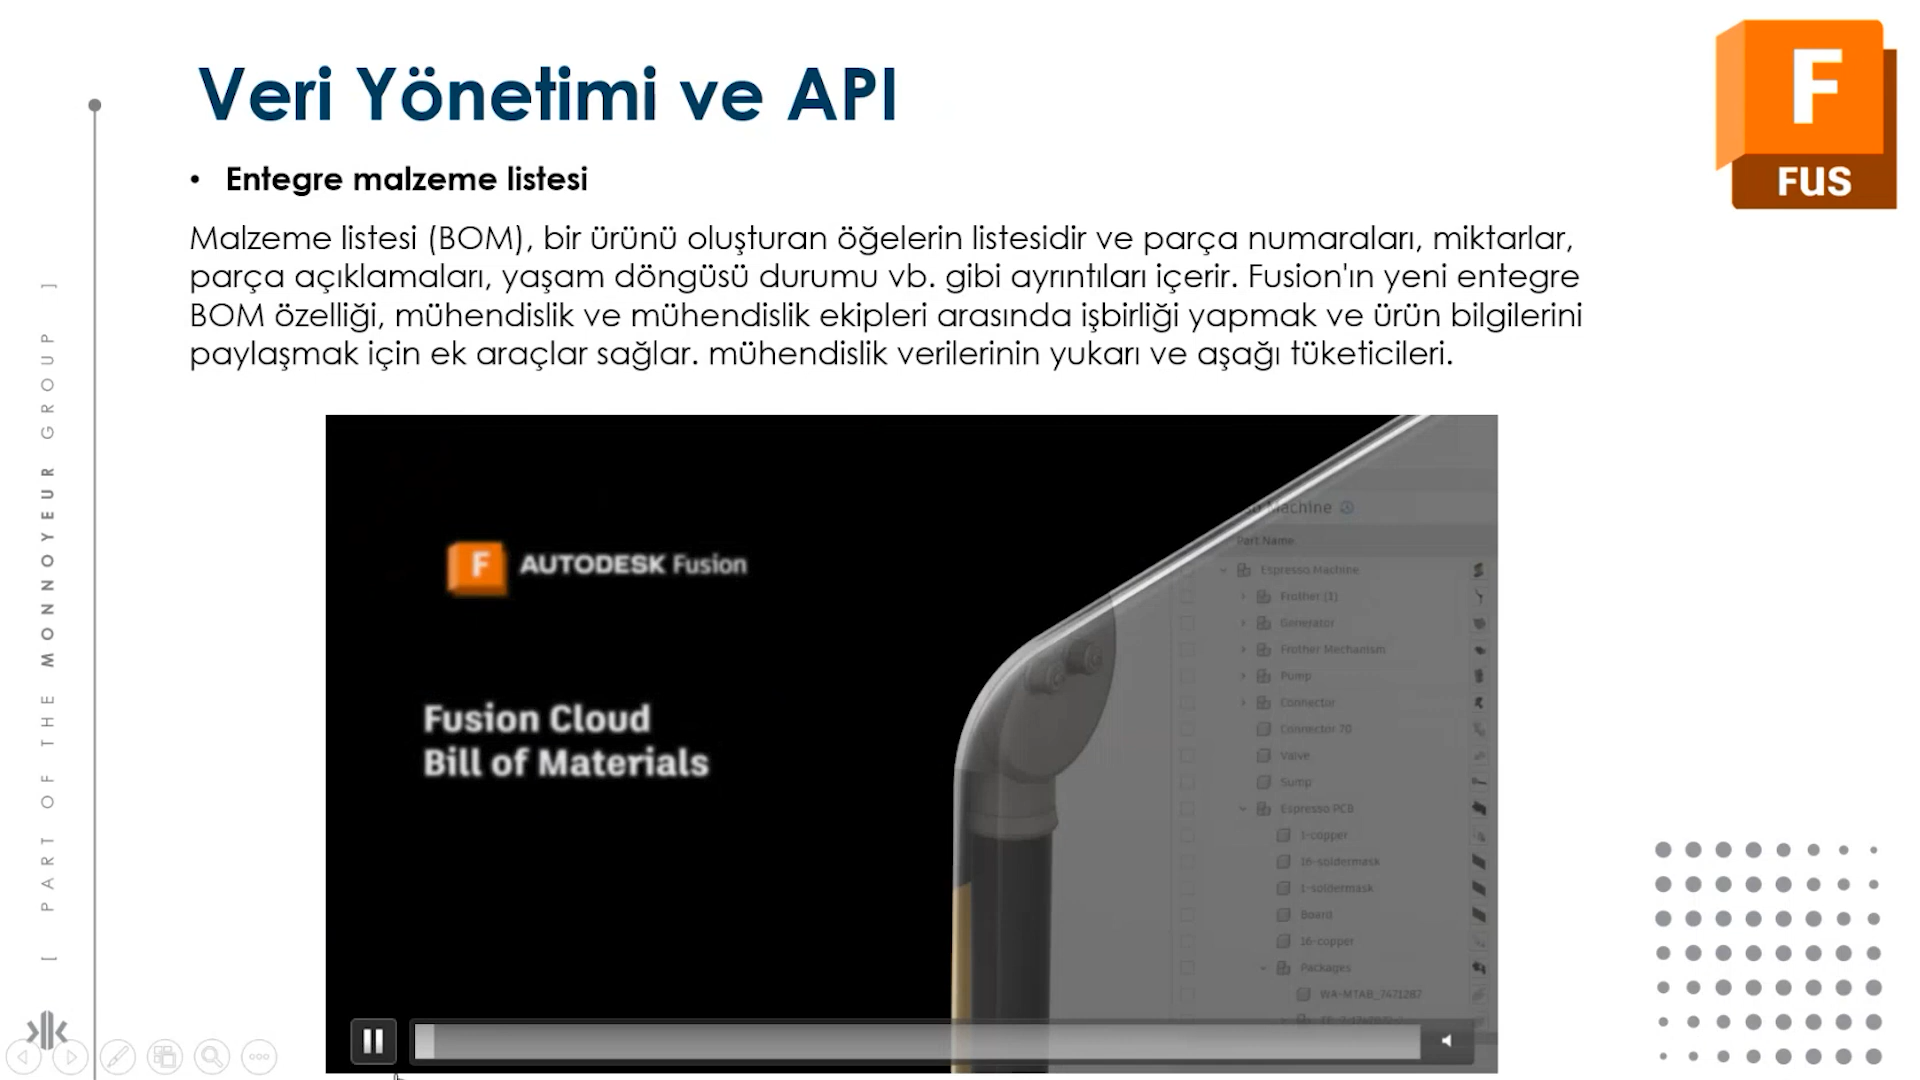 Veri Yönetimi ve API
F
FUS
• Entegre malzeme listesi
Malzeme listesi (BOM), bir ürünü oluşturan öğelerin listesidir ve parça numaraları, miktarlar,
parça açıklamaları, yaşam döngüsü durumu vb. gibi ayrıntıları içerir. Fusion'ın yeni entegre
BOM özelliği, mühendislik ve mühendislik ekipleri arasında işbirliği yapmak ve ürün bilgilerini
paylaşmak için ek araçlar sağlar. mühendislik verilerinin yukarı ve aşağı tüketicileri.
[ PART OF THE MONNOYEUR GROUP ]
F AUTODESK Fusion
Fusion Cloud
Bill of Materials
Machine
Part Name
Espresso Machine
Frother (1)
Generator
Frother Mechanism
Pump
Connector
Connector 70
Valve
Sump
Espresso PCB
1-copper
16-soldermask
1-soldermask
Board
16-copper
Packages
WA-MTAB_7471287